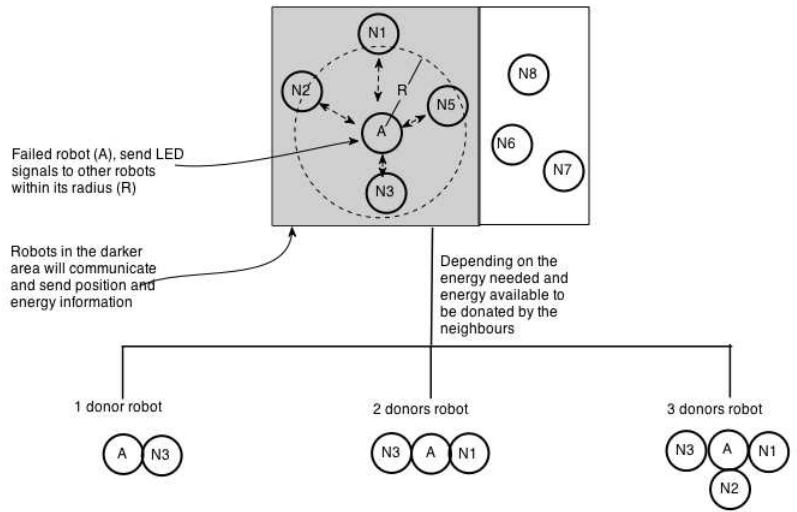 N1
N2
R
N5
A
N3
N8
N6
N7
Failed robot (A), send LED
signals to other robots
within its radius (R)
Robots in the darker
area will communicate
and send position and
energy information
Depending on the
energy needed and
energy available to
be donated by the
neighbours
1 donor robot
2 donors robot
3 donors robot
A N3
N3 A N1
N3 A N1
N2